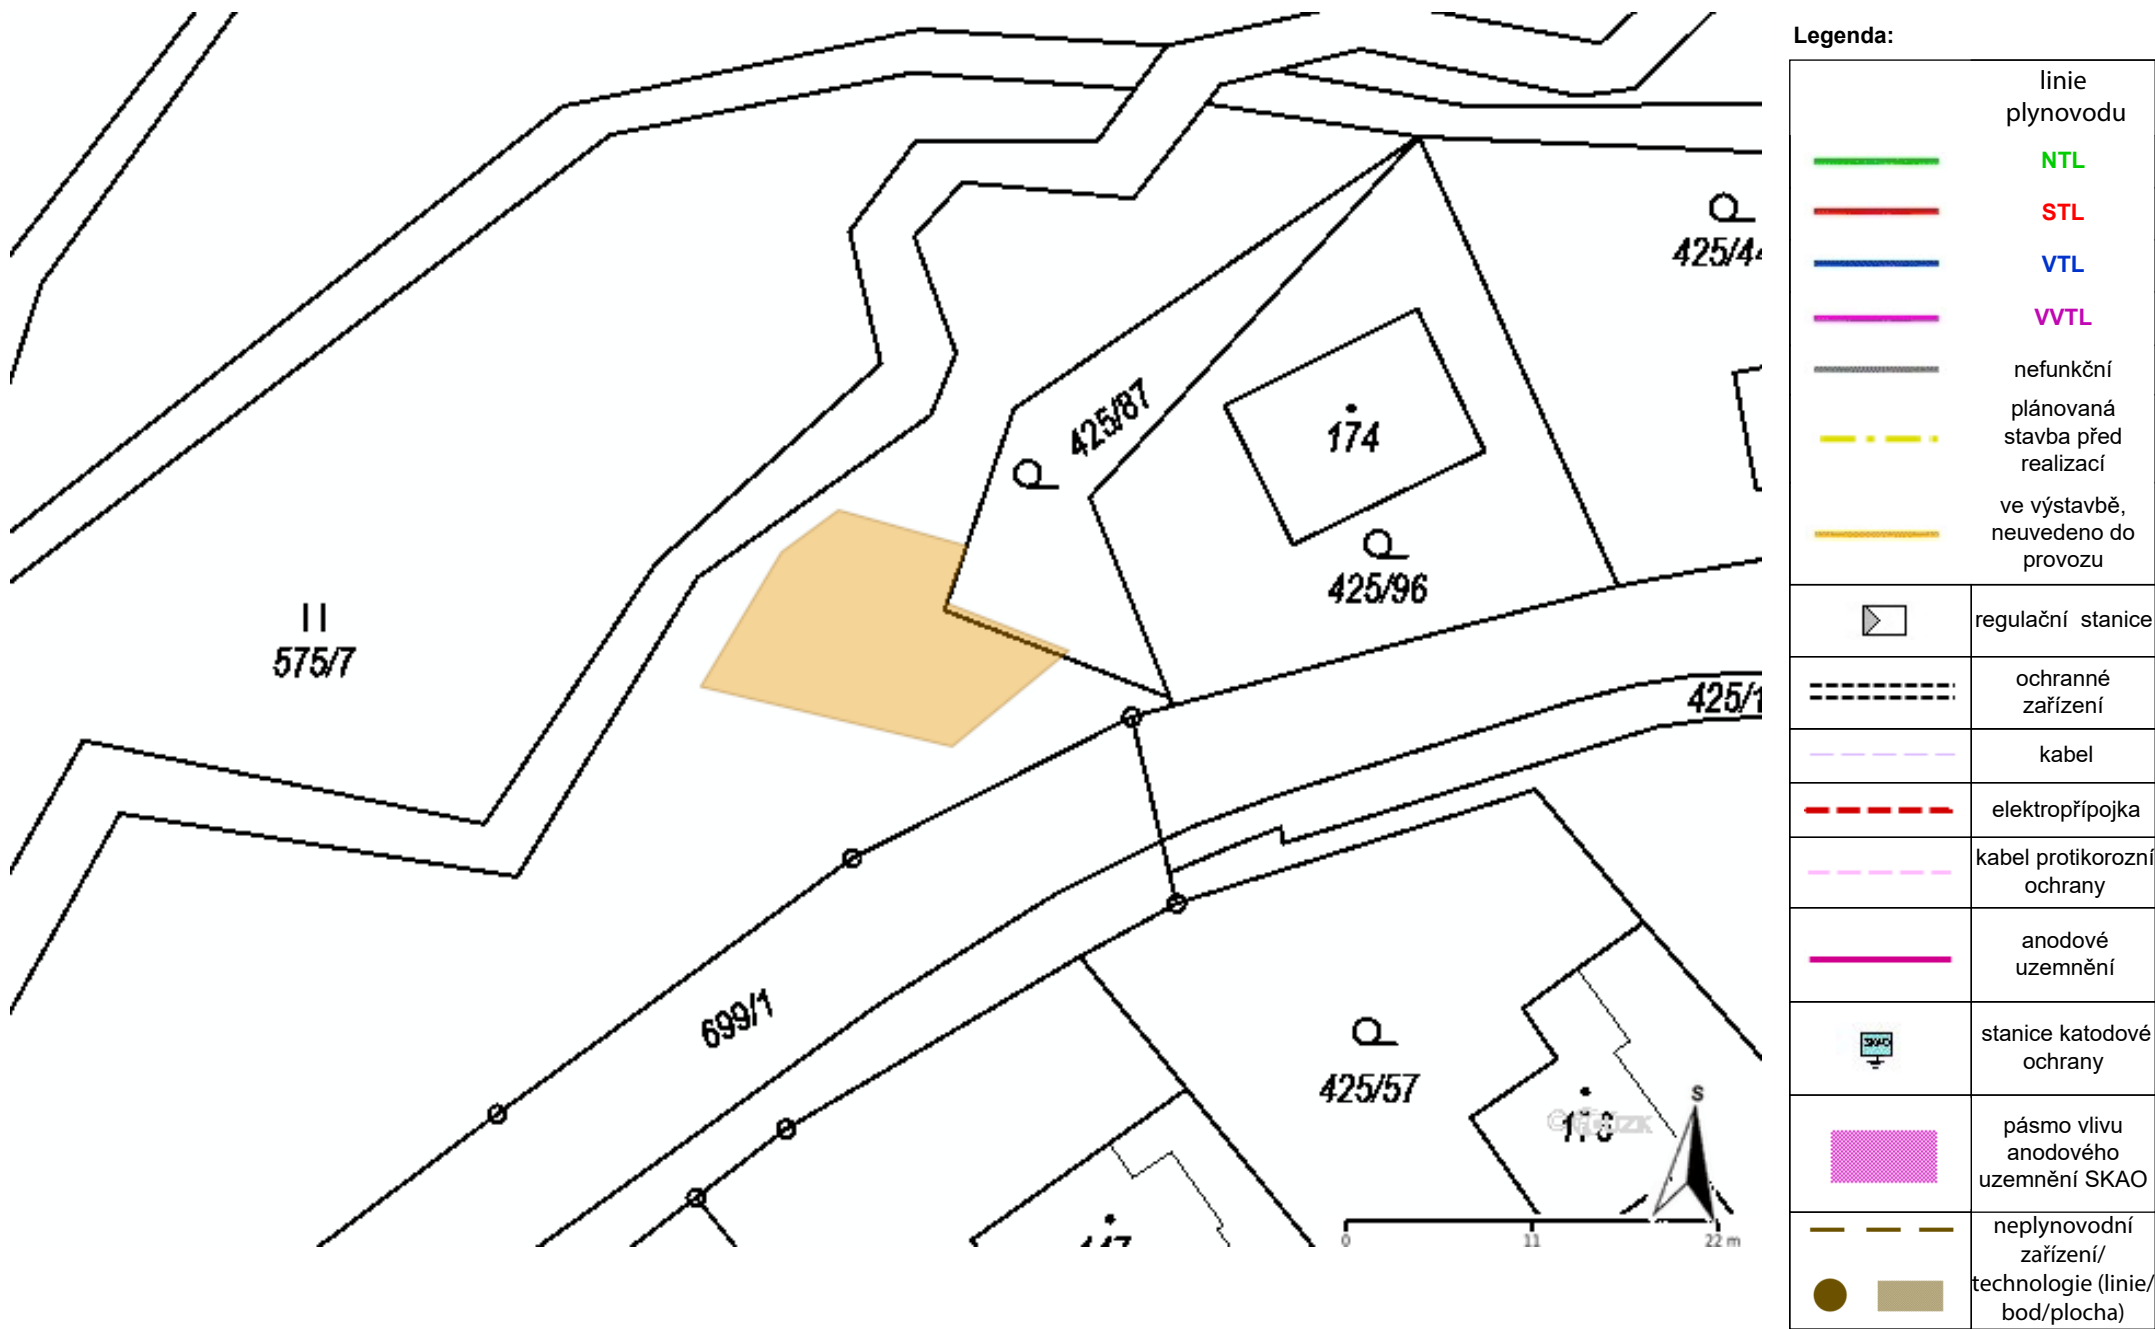 Legenda:
linie
plynovodu
NTL
STL
VTL
VVTL
nefunkční
plánovaná
stavba před
realizací
ve výstavbě,
neuvedeno do
provozu
regulační stanice
ochranné
zařízení
kabel
elektropřípojka
kabel protikorozní
ochrany
anodové
uzemnění
SKAO
stanice katodové
ochrany
pásmo vlivu
anodového
uzemnění SKAO
neplynovodní
zařízení/
technologie (linie/
bod/plocha)
425/87
174
425/96
575/7
699/1
425/57
S
0
11
22 m